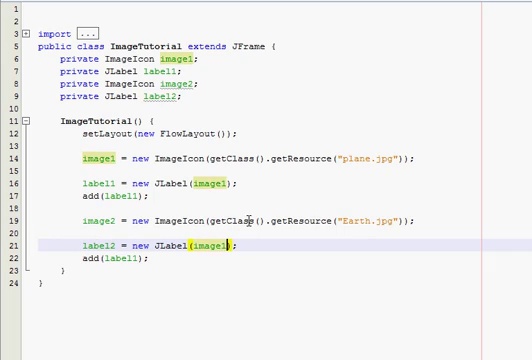 1
2
3 import ...
5 public class ImageTutorial extends JFrame {
6 private ImageIcon image1;
7 private JLabel label1;
8 private ImageIcon image2;
9 private JLabel label2;
10
11 ImageTutorial() {
12 setLayout(new FlowLayout());
13
14 image1 = new ImageIcon(getClass().getResource("plane.jpg"));
15
16 label1 = new JLabel(image1);
17 add(label1);
18
19 image2 = new ImageIcon(getClass().getResource("Earth.jpg"));
20
21 label2 = new JLabel(image1);
22 add(label1);
23 }
24 }